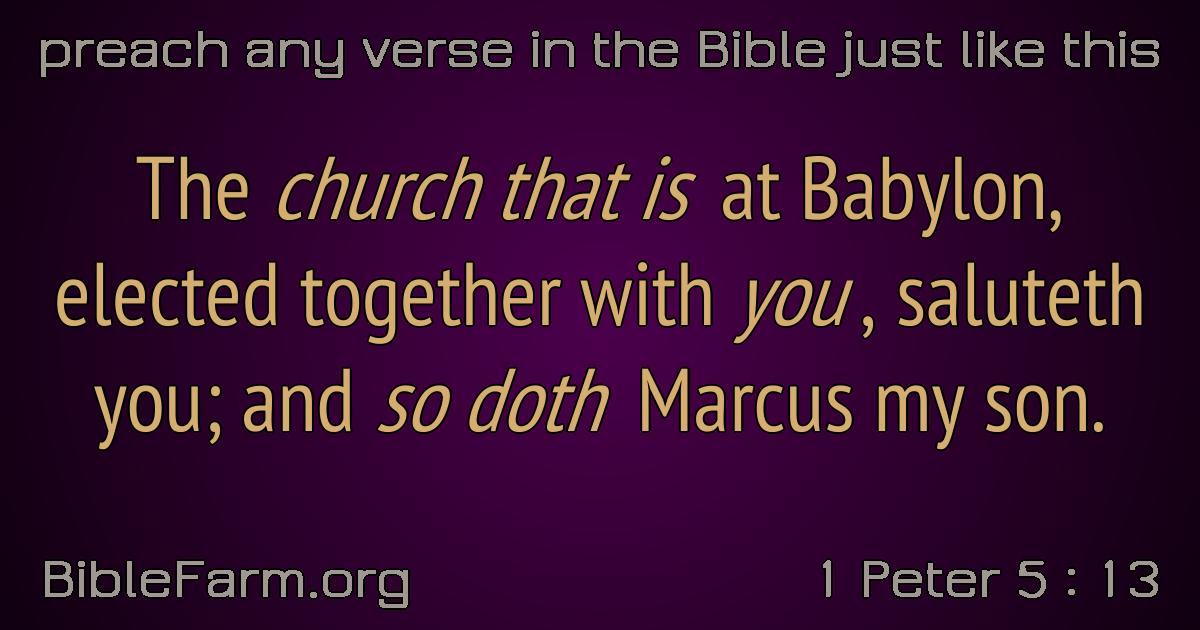 preach any verse in the Bible just like this
The church that is at Babylon,
elected together with you, saluteth
you; and so doth Marcus my son.
BibleFarm.org
1 Peter 5 : 13